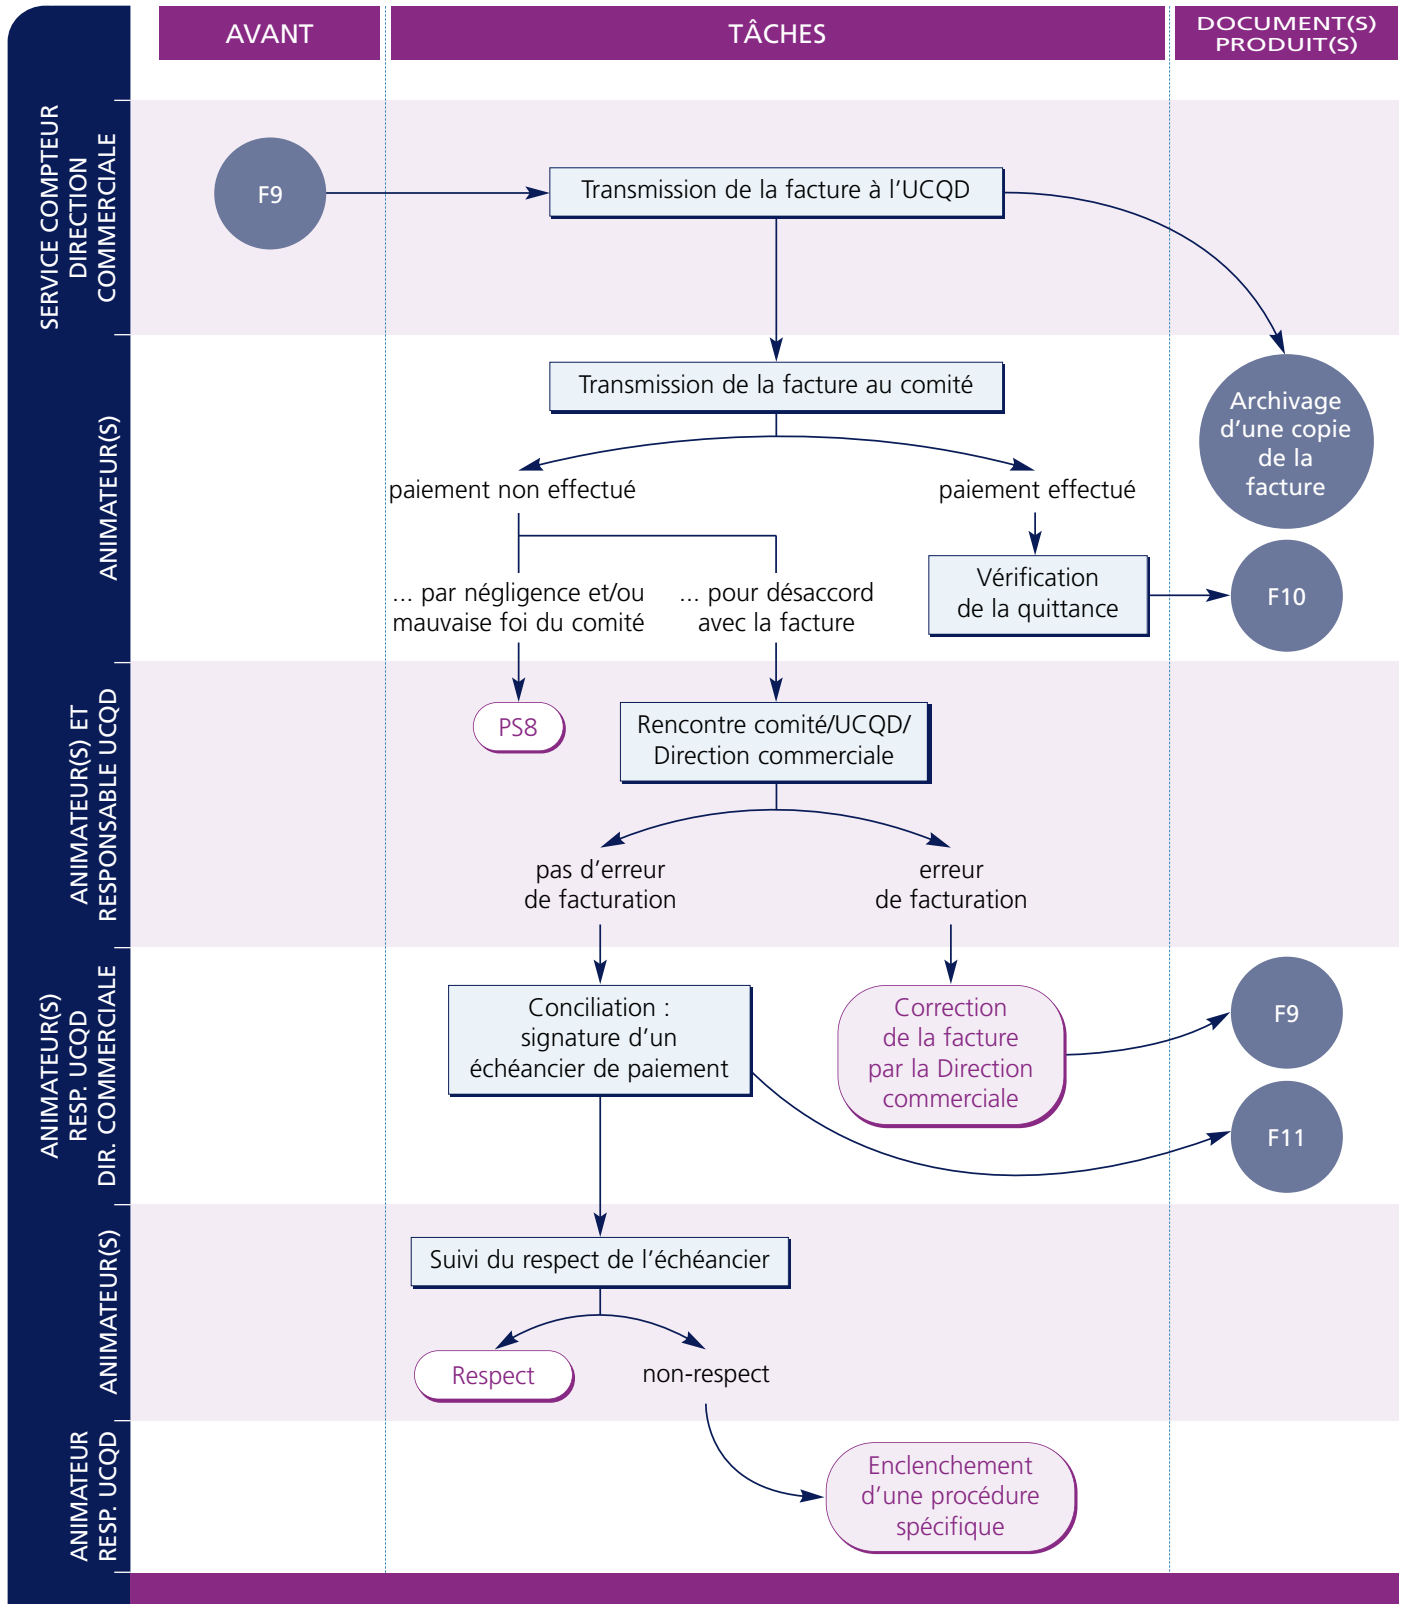 AVANT
TÂCHES
DOCUMENT(S)
PRODUIT(S)
SERVICE COMPTEUR
DIRECTION
COMMERCIALE
F9
Transmission de la facture à l'UCQD
ANIMATEUR(S)
Transmission de la facture au comité
Archivage
d'une copie
de la
facture
paiement non effectué
paiement effectué
... par négligence et/ou
mauvaise foi du comité
... pour désaccord
avec la facture
Vérification
de la quittance
F10
ANIMATEUR(S) ET
RESPONSABLE UCQD
PS8
Rencontre comité/UCQD/
Direction commerciale
pas d'erreur
de facturation
erreur
de facturation
ANIMATEUR(S)
RESP. UCQD
DIR. COMMERCIALE
Conciliation :
signature d'un
échéancier de paiement
Correction
de la facture
par la Direction
commerciale
F9
F11
ANIMATEUR(S)
Suivi du respect de l'échéancier
Respect
non-respect
ANIMATEUR
RESP. UCQD
Enclenchement
d'une procédure
spécifique